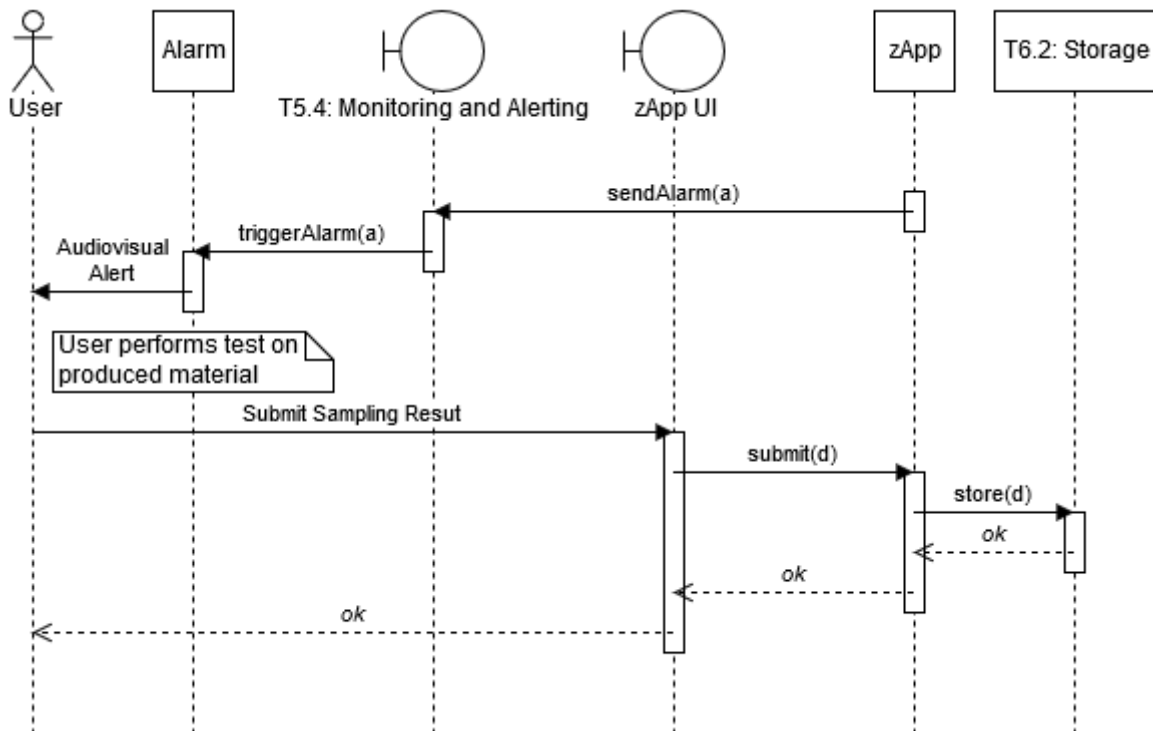 User
Alarm
T5.4: Monitoring and Alerting
zApp UI
zApp
T6.2: Storage
sendAlarm(a)
triggerAlarm(a)
Audiovisual
Alert
User performs test on
produced material
Submit Sampling Resut
submit(d)
store(d)
ok
ok
ok